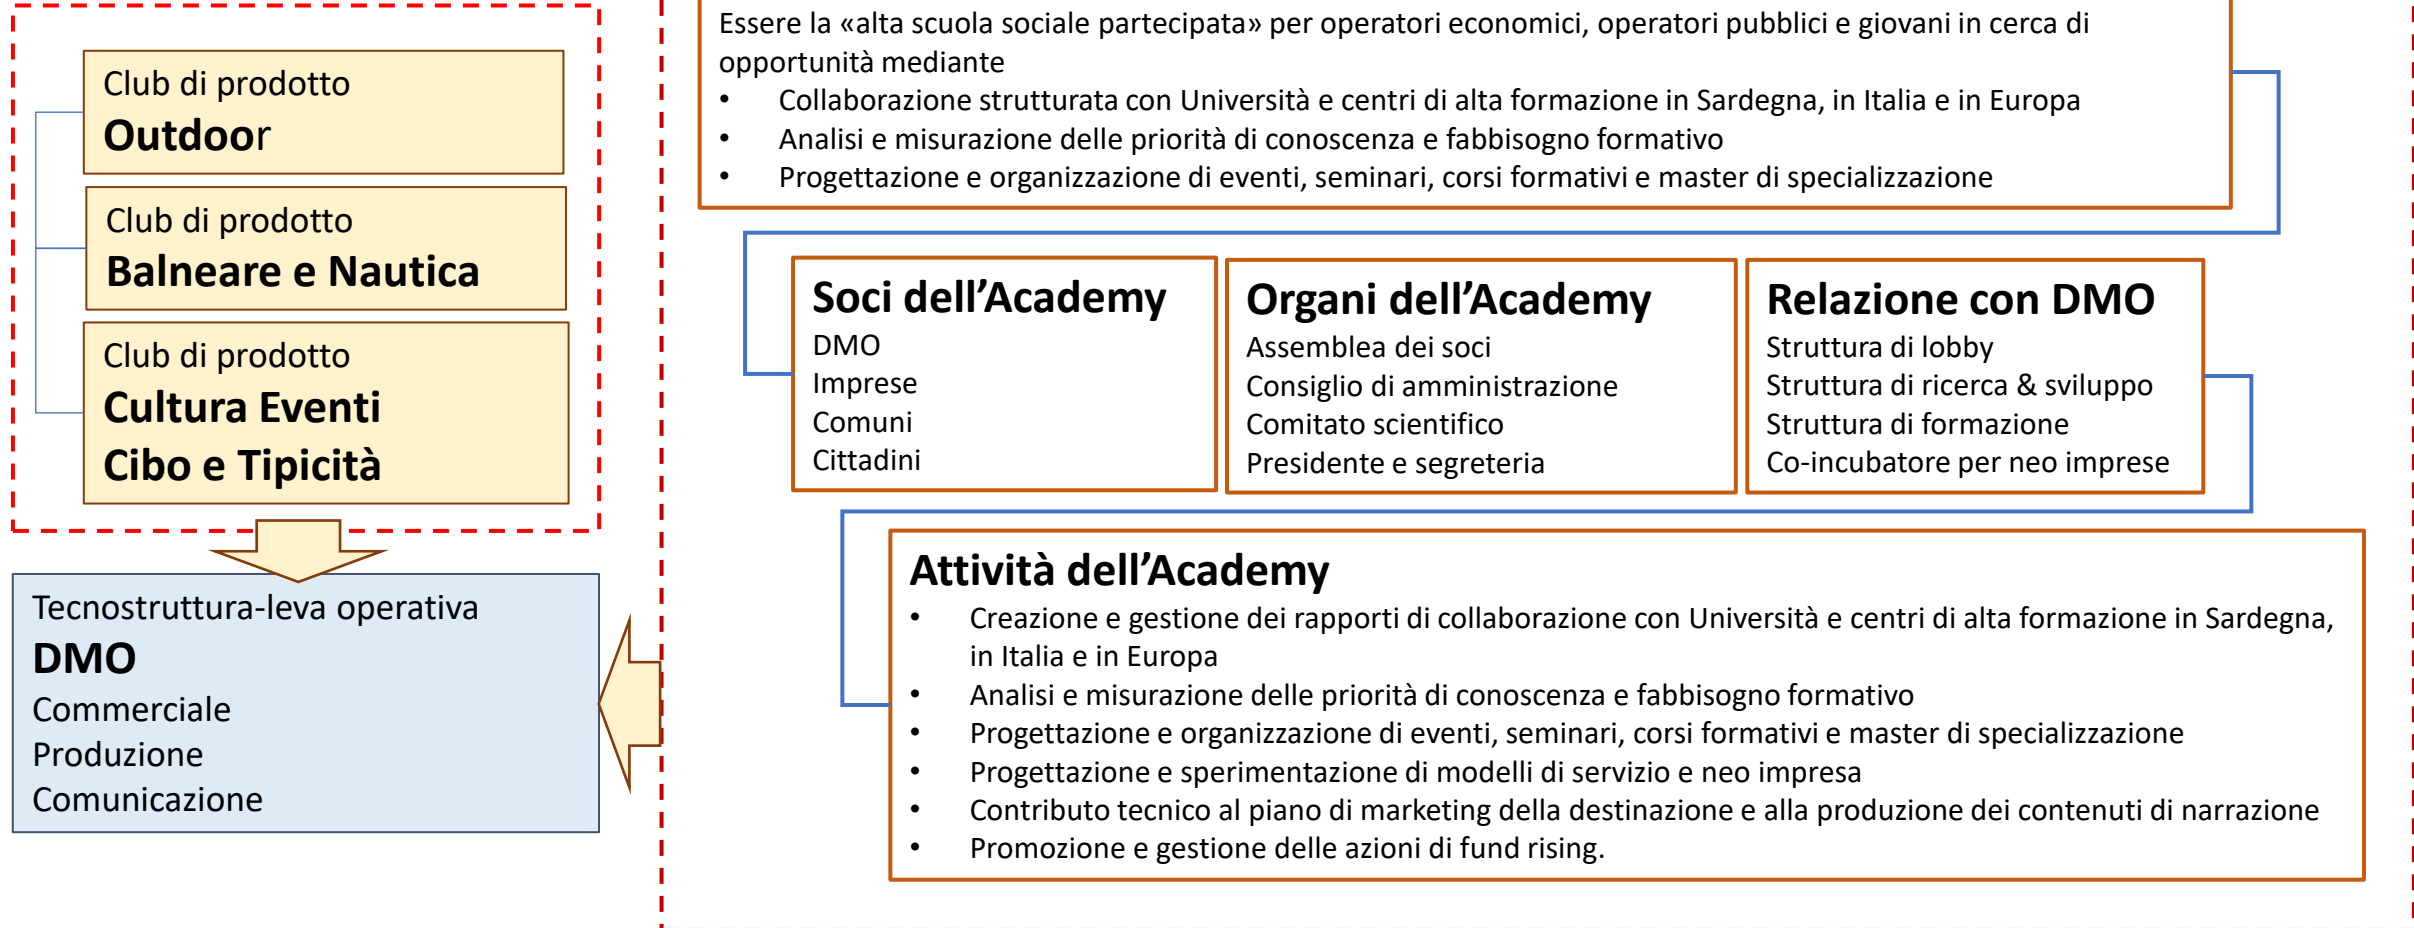 Club di prodotto
Outdoor
Club di prodotto
Balneare e Nautica
Club di prodotto
Cultura Eventi
Cibo e Tipicità
Tecnostruttura-leva operativa
DMO
Commerciale
Produzione
Comunicazione
Essere la «alta scuola sociale partecipata» per operatori economici, operatori pubblici e giovani in cerca di
opportunità mediante
• Collaborazione strutturata con Università e centri di alta formazione in Sardegna, in Italia e in Europa
• Analisi e misurazione delle priorità di conoscenza e fabbisogno formativo
• Progettazione e organizzazione di eventi, seminari, corsi formativi e master di specializzazione
Soci dell’Academy
DMO
Imprese
Comuni
Cittadini
Organi dell’Academy
Assemblea dei soci
Consiglio di amministrazione
Comitato scientifico
Presidente e segreteria
Relazione con DMO
Struttura di lobby
Struttura di ricerca & sviluppo
Struttura di formazione
Co-incubatore per neo imprese
Attività dell’Academy
• Creazione e gestione dei rapporti di collaborazione con Università e centri di alta formazione in Sardegna,
in Italia e in Europa
• Analisi e misurazione delle priorità di conoscenza e fabbisogno formativo
• Progettazione e organizzazione di eventi, seminari, corsi formativi e master di specializzazione
• Progettazione e sperimentazione di modelli di servizio e neo impresa
• Contributo tecnico al piano di marketing della destinazione e alla produzione dei contenuti di narrazione
• Promozione e gestione delle azioni di fund rising.